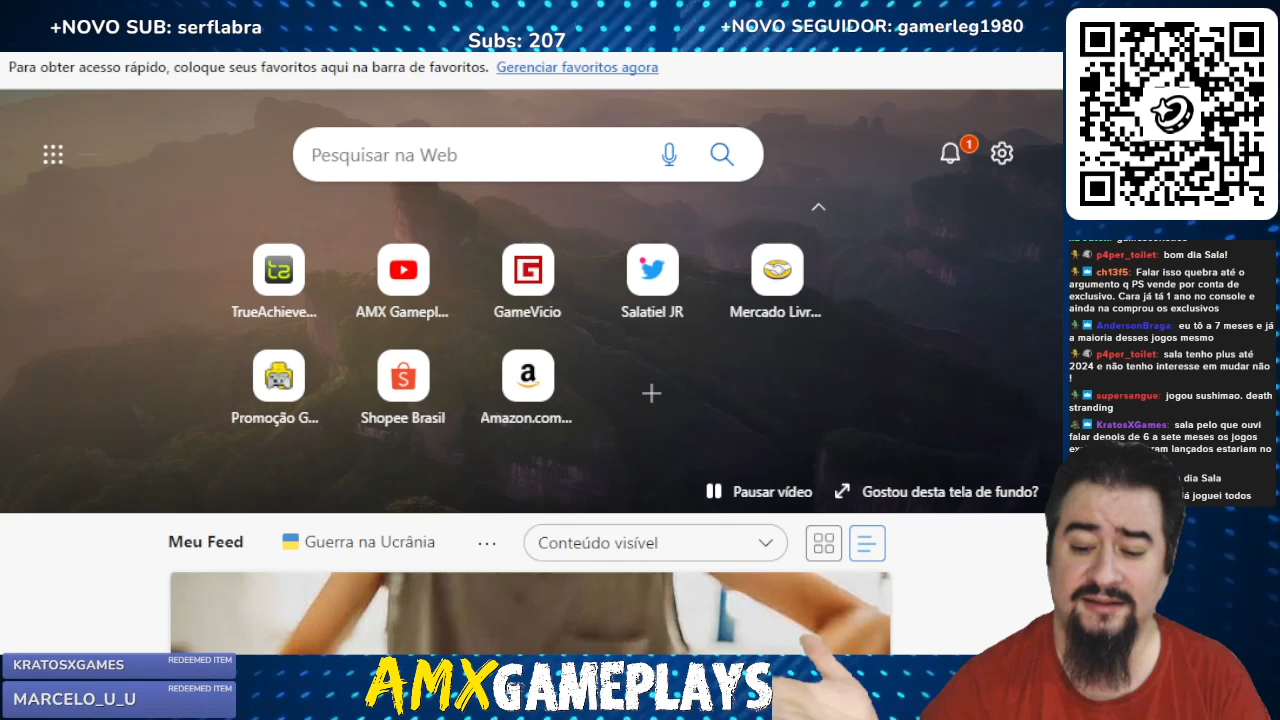 +NOVO SUB: serflabra
Subs: 207
+NOVO SEGUIDOR: gamerleg1980
Para obter acesso rápido, coloque seus favoritos aqui na barra de favoritos. Gerenciar favoritos agora
Pesquisar na Web
1
TrueAchieve...
AMX Gamepl...
GameVicio
Salatiel JR
Mercado Livr...
Promoção G...
Shopee Brasil
Amazon.com...
Pausar vídeo
Gostou desta tela de fundo?
Meu Feed
Guerra na Ucrânia
...
Conteúdo visível
p4per_toilet: bom dia Sala!
ch13f5: Falar isso quebra até o
argumento q PS vende por conta de
exclusivo. Cara já tá 1 ano no console e
ainda na comprou os exclusivos
AndersonBraga: eu tô a 7 meses e já
a maioria desses jogos mesmo
p4per_toilet: sala tenho plus até
2024 e não tenho interesse em mudar não
!
supersangue: jogou sushimao. death
stranding
KratosXGames: sala pelo que ouvi
falar depois de 6 a sete meses os jogos
lançados estariam no
dia Sala
Já joguei todos
KRATOSXGAMES
REDEEMED ITEM
MARCELO_U_U
REDEEMED ITEM
AMXGAMEPLAYS